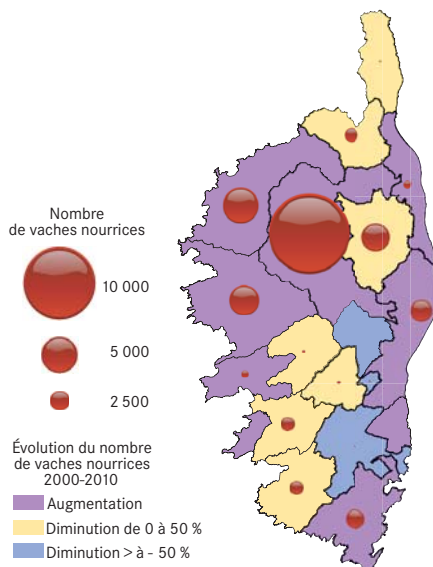 Nombre
de vaches nourrices
10 000
5 000
2 500
Évolution du nombre
de vaches nourrices
2000-2010
Augmentation
Diminution de 0 à 50 %
Diminution > à - 50 %